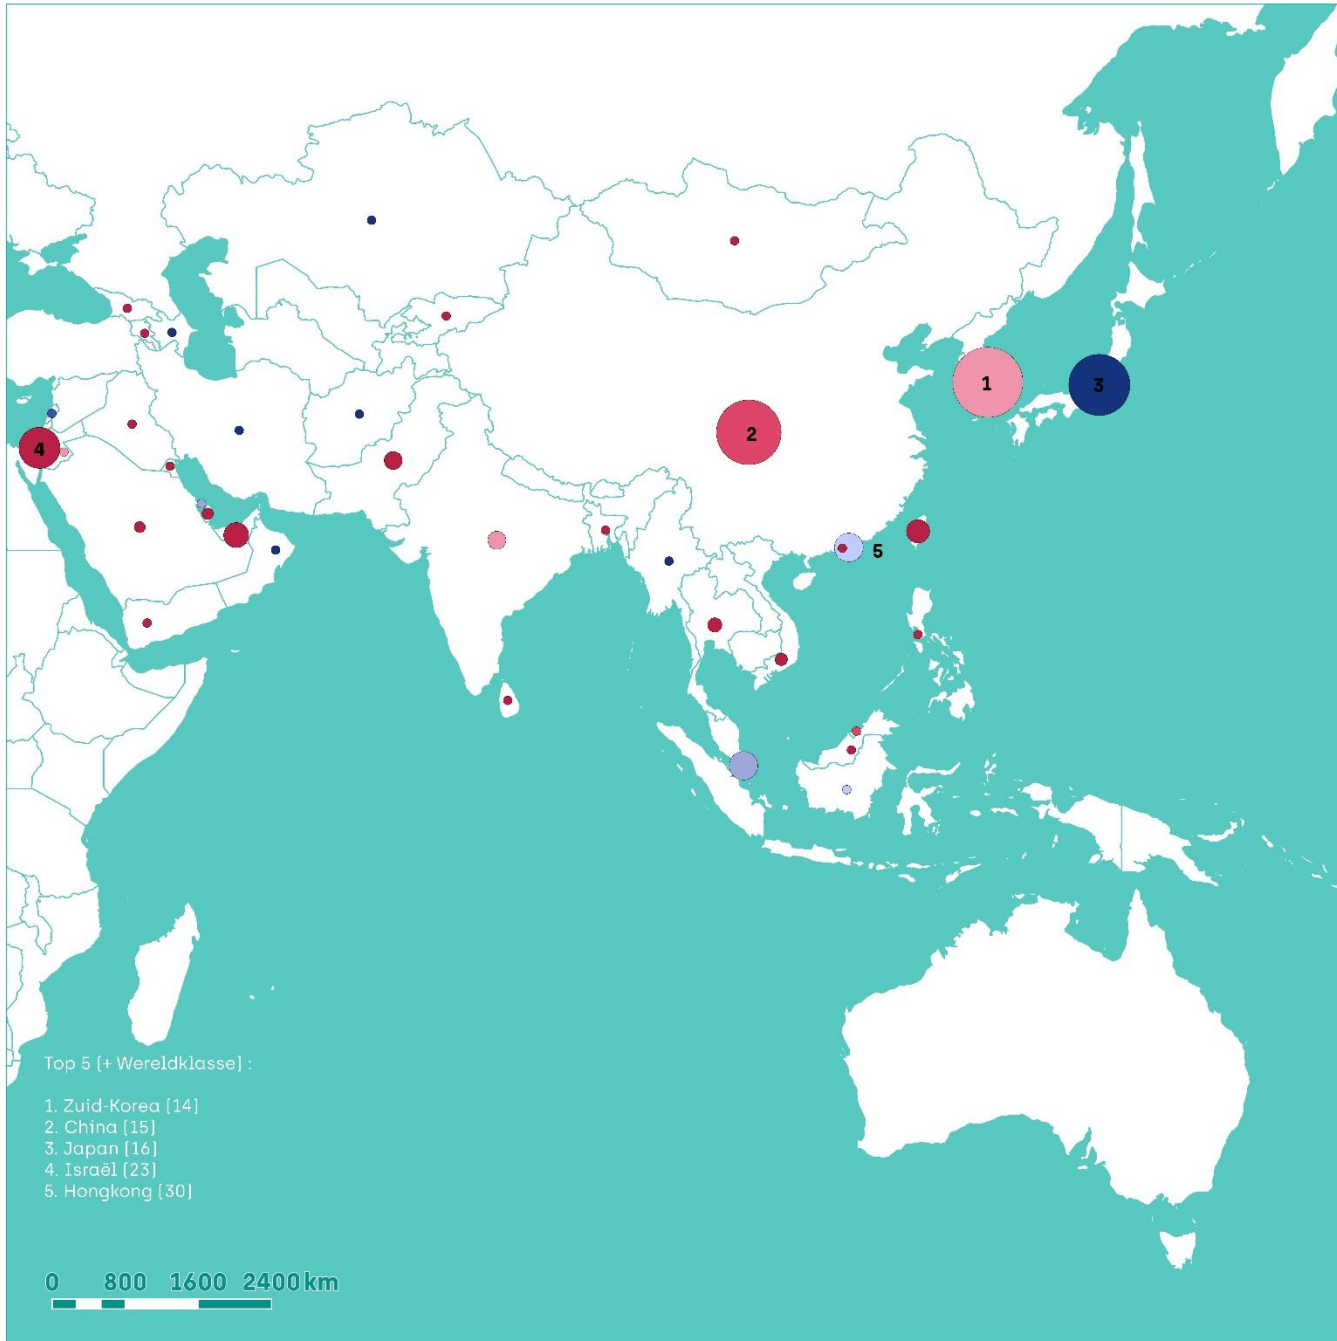 1
3
2
4
5
Top 5 (+ Wereldklasse) :
1. Zuid-Korea (14)
2. China (15)
3. Japan (16)
4. Israël (23)
5. Hongkong (30)
0 800 1600 2400 km